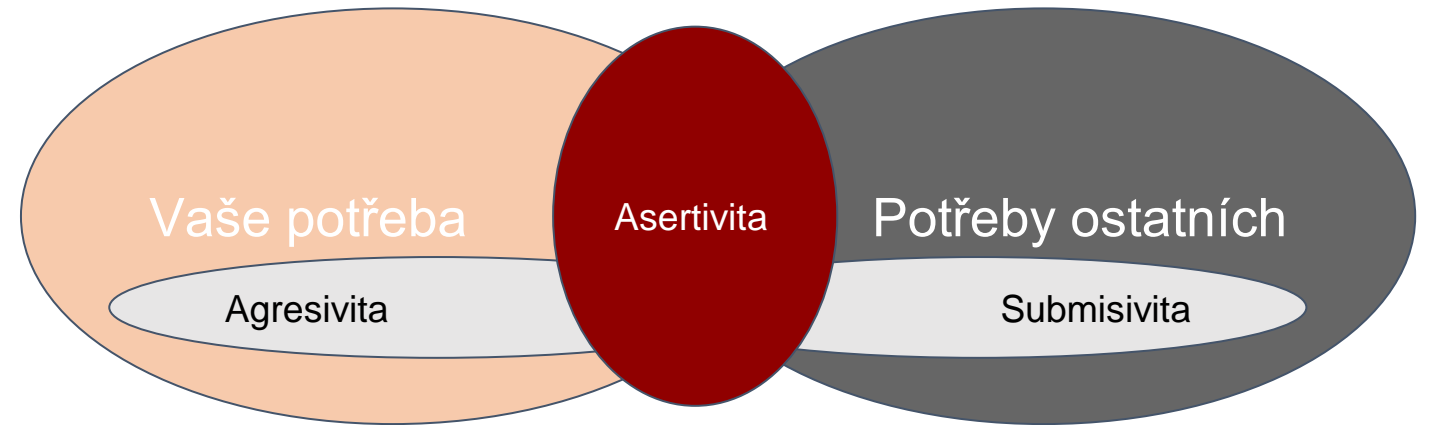 Vaše potřeba
Asertivita
Potřeby ostatních
Agresivita
Submisivita